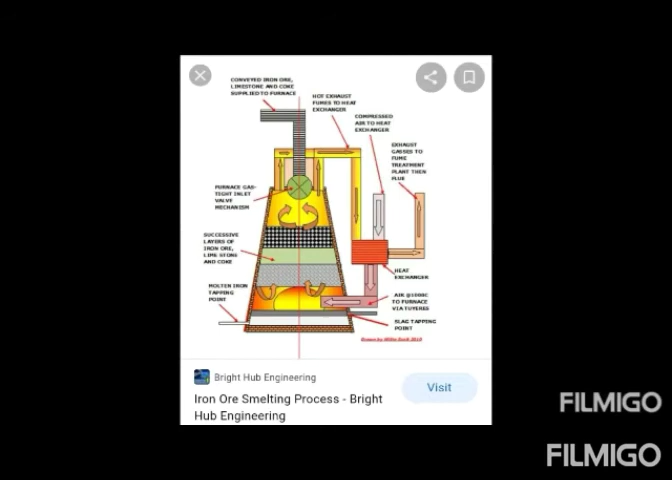 CONVEYED IRON ORE,
LIMESTONE AND COKE
SUPPLIED TO FURNACE
HOT EXHAUST
FUMES TO HEAT
EXCHANGER
COMPRESSED
AIR TO HEAT
EXCHANGER
EXHAUST
GASSES TO
FUME
TREATMENT
PLANT THEN
FLUE
FURNACE GAS-
TIGHT INLET
VALVE
MECHANISM
SUCCESSIVE
LAYERS OF
IRON ORE,
LIME STONE
AND COKE
HEAT
EXCHANGER
MOLTEN IRON
TAPPING
POINT
AIR @1000C
TO FURNACE
VIA TUYERES
SLAG TAPPING
POINT
Bright Hub Engineering
Visit
Iron Ore Smelting Process - Bright
Hub Engineering
FILMIGO
FILMIGO